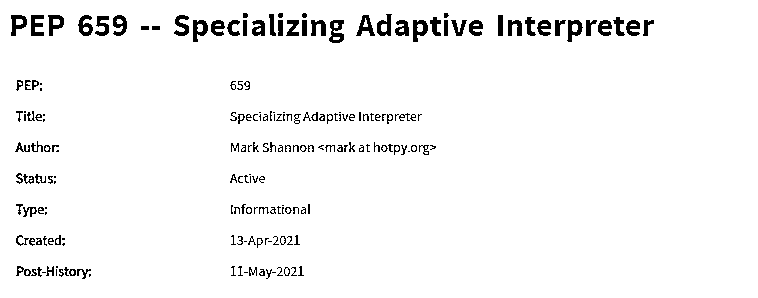 PEP 659 -- Specializing Adaptive Interpreter
PEP: 659
Title: Specializing Adaptive Interpreter
Author: Mark Shannon <mark at hotpy.org>
Status: Active
Type: Informational
Created: 13-Apr-2021
Post-History: 11-May-2021